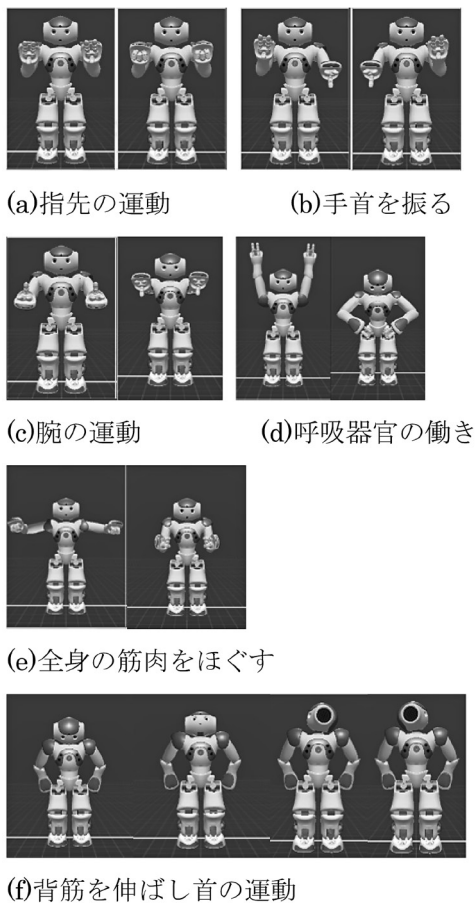 (a)指先の運動
(b)手首を振る
(c)腕の運動
(d)呼吸器官の働き
(e)全身の筋肉をほぐす
(f)背筋を伸ばし首の運動